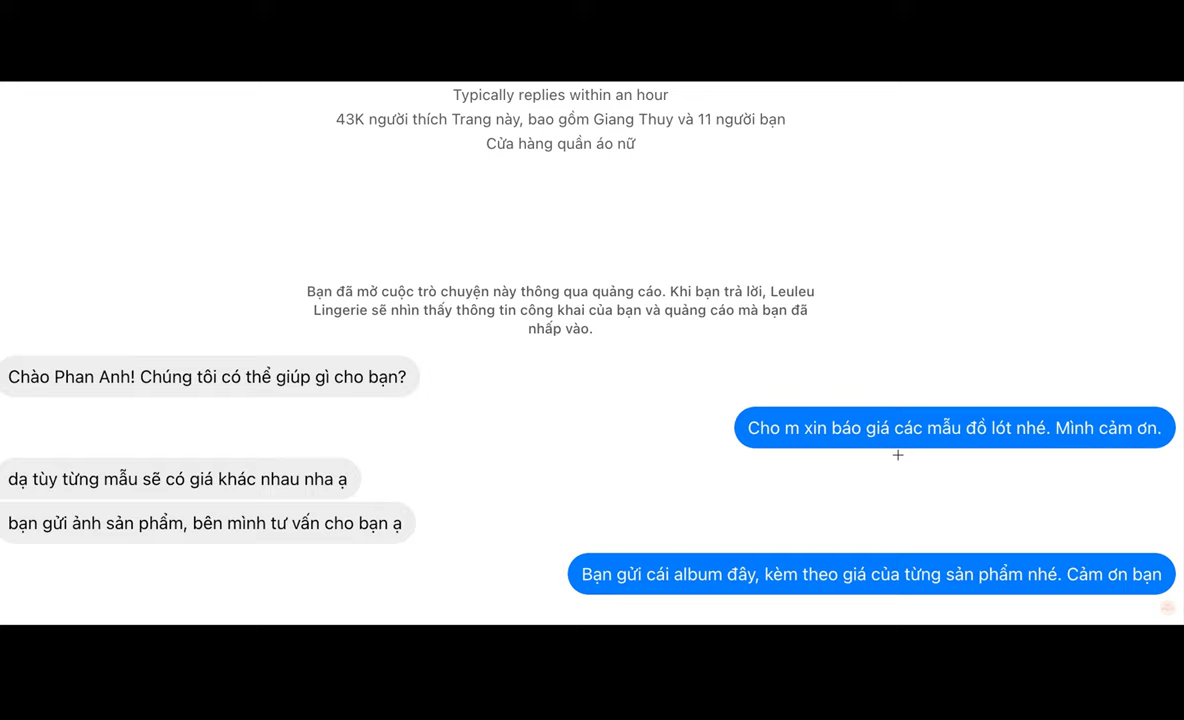 Typically replies within an hour
43K người thích Trang này, bao gồm Giang Thuy và 11 người bạn
Cửa hàng quần áo nữ
Bạn đã mở cuộc trò chuyện này thông qua quảng cáo. Khi bạn trả lời, Leuleu
Lingerie sẽ nhìn thấy thông tin công khai của bạn và quảng cáo mà bạn đã
nhấp vào.
Chào Phan Anh! Chúng tôi có thể giúp gì cho bạn?
Cho m xin báo giá các mẫu đồ lót nhé. Mình cảm ơn.
dạ tùy từng mẫu sẽ có giá khác nhau nha ạ
bạn gửi ảnh sản phẩm, bên mình tư vấn cho bạn ạ
Bạn gửi cái album đây, kèm theo giá của từng sản phẩm nhé. Cảm ơn bạn